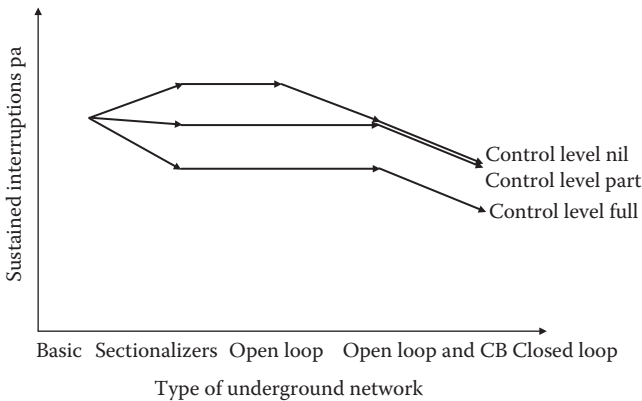 Sustained interruptions pa
Control level nil
Control level part
Control level full
Basic Sectionalizers Open loop Open loop and CB Closed loop
Type of underground network